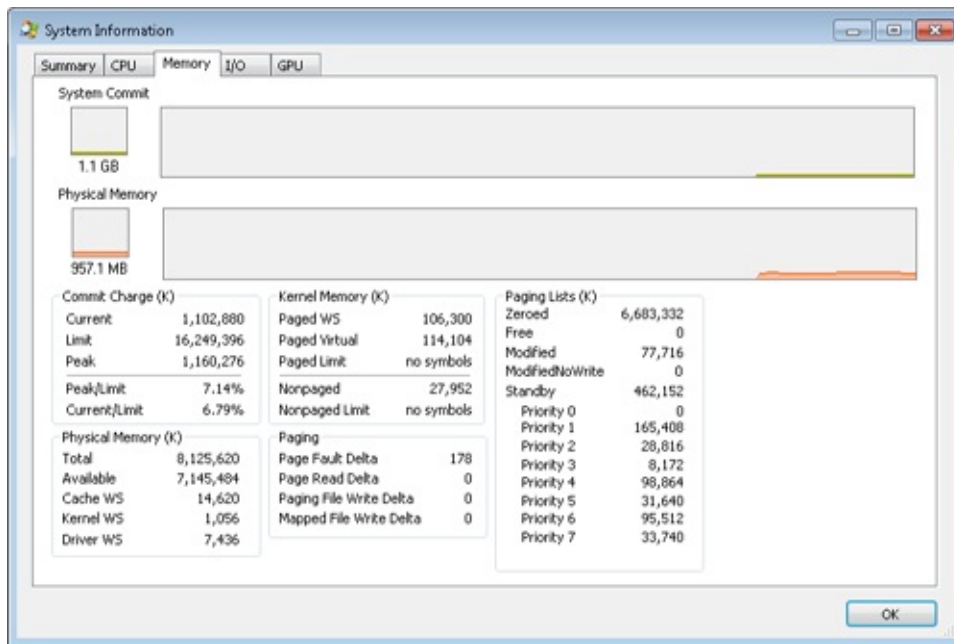 System Information
Summary CPU Memory I/O GPU
System Commit
1.1 GB
Physical Memory
957.1 MB
Commit Charge (K)
Current 1,102,880
Limit 16,249,396
Peak 1,160,276
Peak/Limit 7.14%
Current/Limit 6.79%
Physical Memory (K)
Total 8,125,620
Available 7,145,484
Cache WS 14,620
Kernel WS 1,056
Driver WS 7,436
Kernel Memory (K)
Paged WS 106,300
Paged Virtual 114,104
Paged Limit no symbols
Nonpaged 27,952
Nonpaged Limit no symbols
Paging
Page Fault Delta 178
Page Read Delta 0
Paging File Write Delta 0
Mapped File Write Delta 0
Paging Lists (K)
Zeroed 6,683,332
Free 0
Modified 77,716
ModifiedNoWrite 0
Standby 462,152
Priority 0 0
Priority 1 165,408
Priority 2 28,816
Priority 3 8,172
Priority 4 98,864
Priority 5 31,640
Priority 6 95,512
Priority 7 33,740
OK